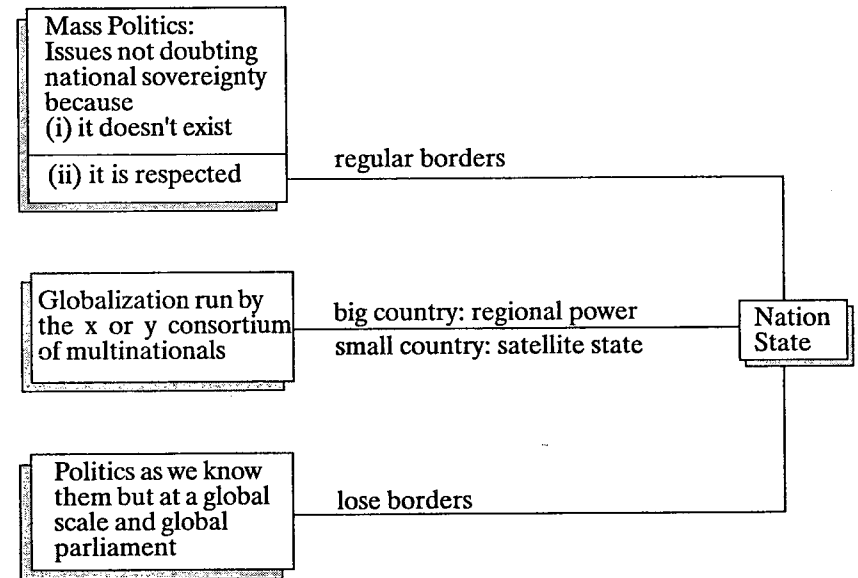 Mass Politics:
Issues not doubting
national sovereignty
because
(i) it doesn't exist
(ii) it is respected
regular borders
Globalization run by
the x or y consortium
of multinationals
big country: regional power
small country: satellite state
Nation
State
Politics as we know
them but at a global
scale and global
parliament
lose borders